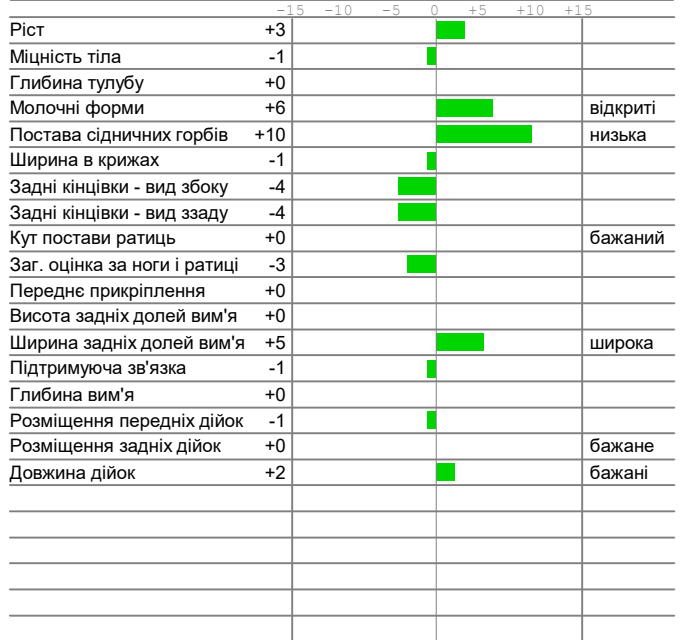 -15 -10 -5 0 +5 +10 +15
Ріст +3
Міцність тіла -1
Глибина тулубу +0
Молочні форми +6 відкриті
Постава сідничних горбів +10 низька
Ширина в крижах -1
Задні кінцівки - вид збоку -4
Задні кінцівки - вид ззаду -4
Кут постави ратиць +0 бажаний
Заг. оцінка за ноги і ратиці -3
Переднє прикріплення +0
Висота задніх долей вим'я +0
Ширина задніх долей вим'я +5 широка
Підтримуюча зв'язка -1
Глибина вим'я +0
Розміщення передніх дійок -1
Розміщення задніх дійок +0 бажане
Довжина дійок +2 бажані